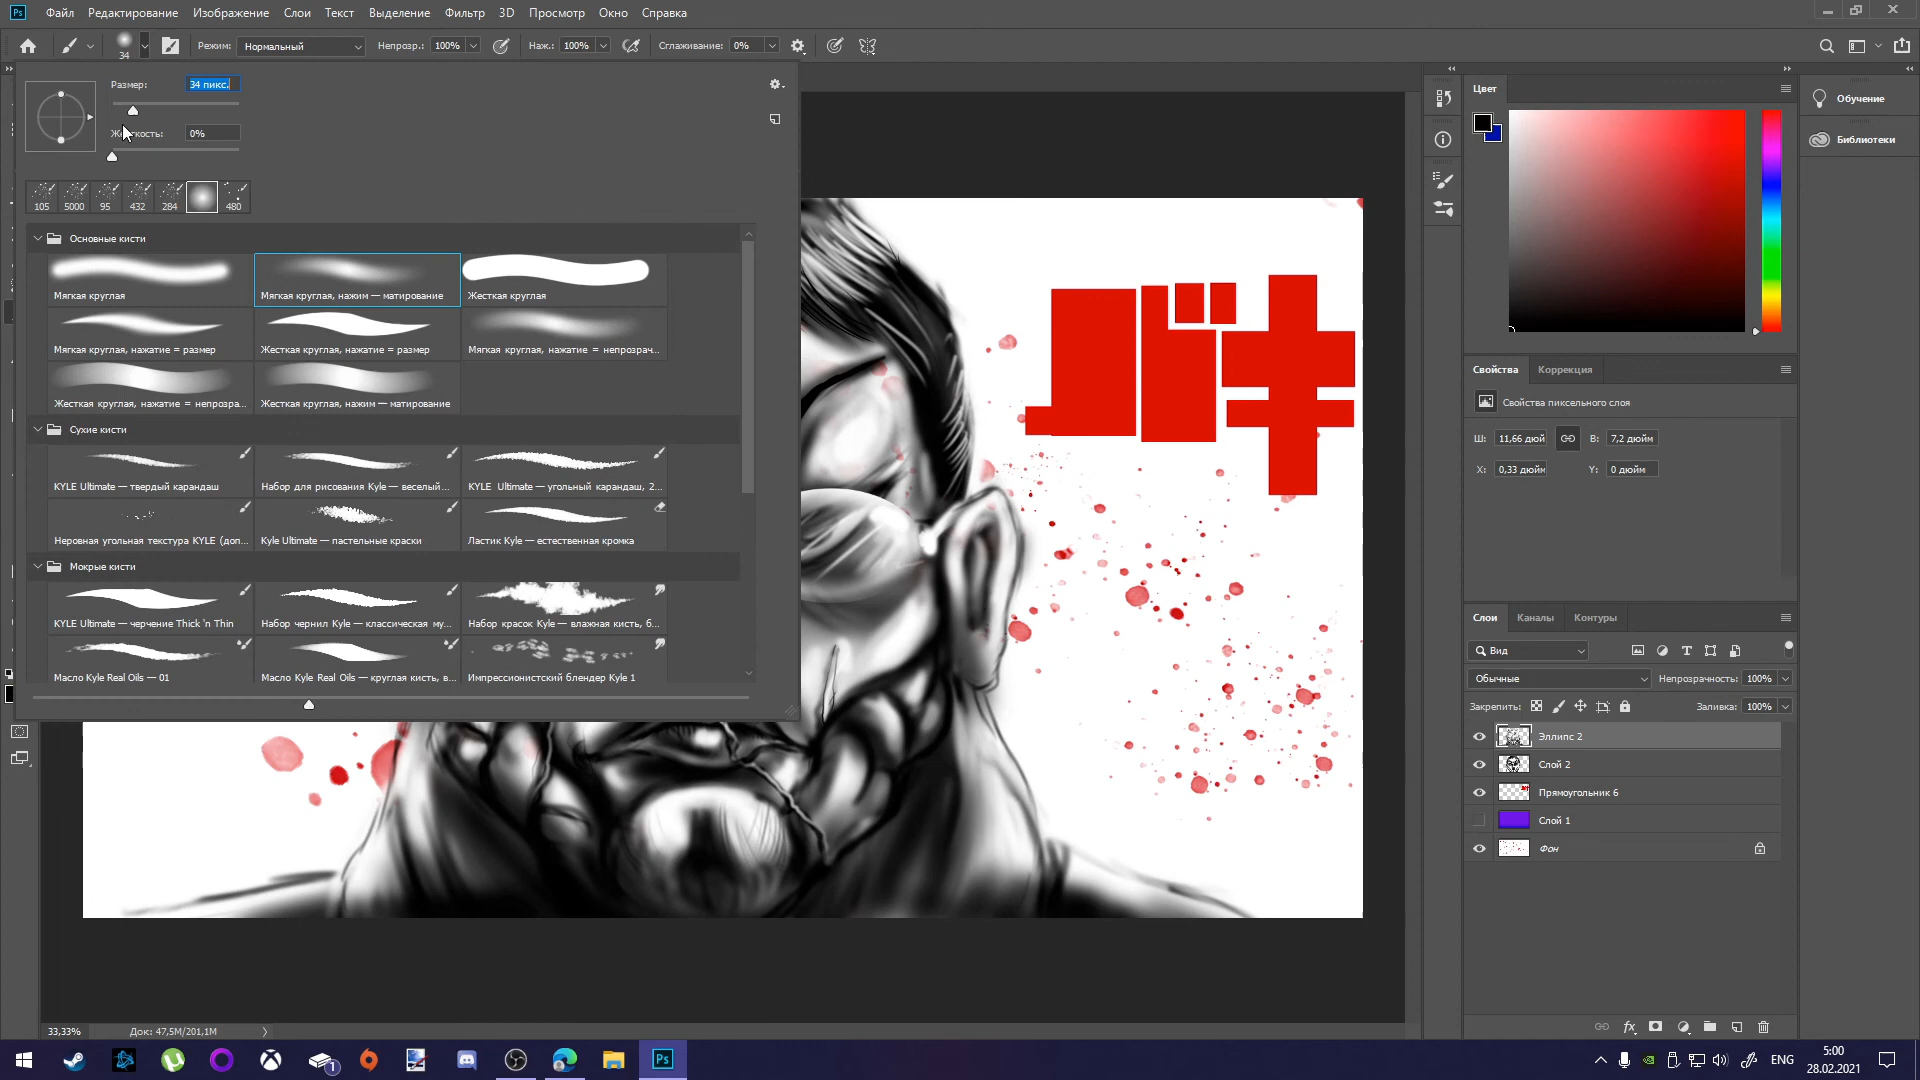 Ps Файл Редактирование Изображение Слои Текст Выделение Фильтр 3D Просмотр Окно Справка
34 Режим: Нормальный Непрозр.: 100% Наж.: 100% Сглаживание: 0%
Размер: 34 пикс.
Жесткость: 0%
105 5000 95 432 284 480
Основные кисти
Мягкая круглая
Мягкая круглая, нажим — матирование
Жесткая круглая
Мягкая круглая, нажатие = размер
Жесткая круглая, нажатие = размер
Мягкая круглая, нажатие = непрозрач...
Жесткая круглая, нажатие = непрозра...
Жесткая круглая, нажим — матирование
Сухие кисти
KYLE Ultimate — твердый карандаш
Набор для рисования Kyle — веселый...
KYLE Ultimate — угольный карандаш, 2...
Неровная угольная текстура KYLE (доп...
Kyle Ultimate — пастельные краски
Ластик Kyle — естественная кромка
Мокрые кисти
KYLE Ultimate — черчение Thick 'n Thin
Набор чернил Kyle — классическая му...
Набор красок Kyle — влажная кисть, б...
Масло Kyle Real Oils — 01
Масло Kyle Real Oils — круглая кисть, в...
Импрессионистский блендер Kyle 1
Цвет
Обучение
Библиотеки
Свойства Коррекция
Свойства пиксельного слоя
Ш: 11,66 дюй В: 7,2 дюйм
X: 0,33 дюйм Y: 0 дюйм
Слои Каналы Контуры
Вид
Обычные Непрозрачность: 100%
Закрепить: Заливка: 100%
Эллипс 2
Слой 2
Прямоугольник 6
Слой 1
Фон
fx
33,33% Док: 47,5M/201,1M
1 Ps ENG 5:00
28.02.2021